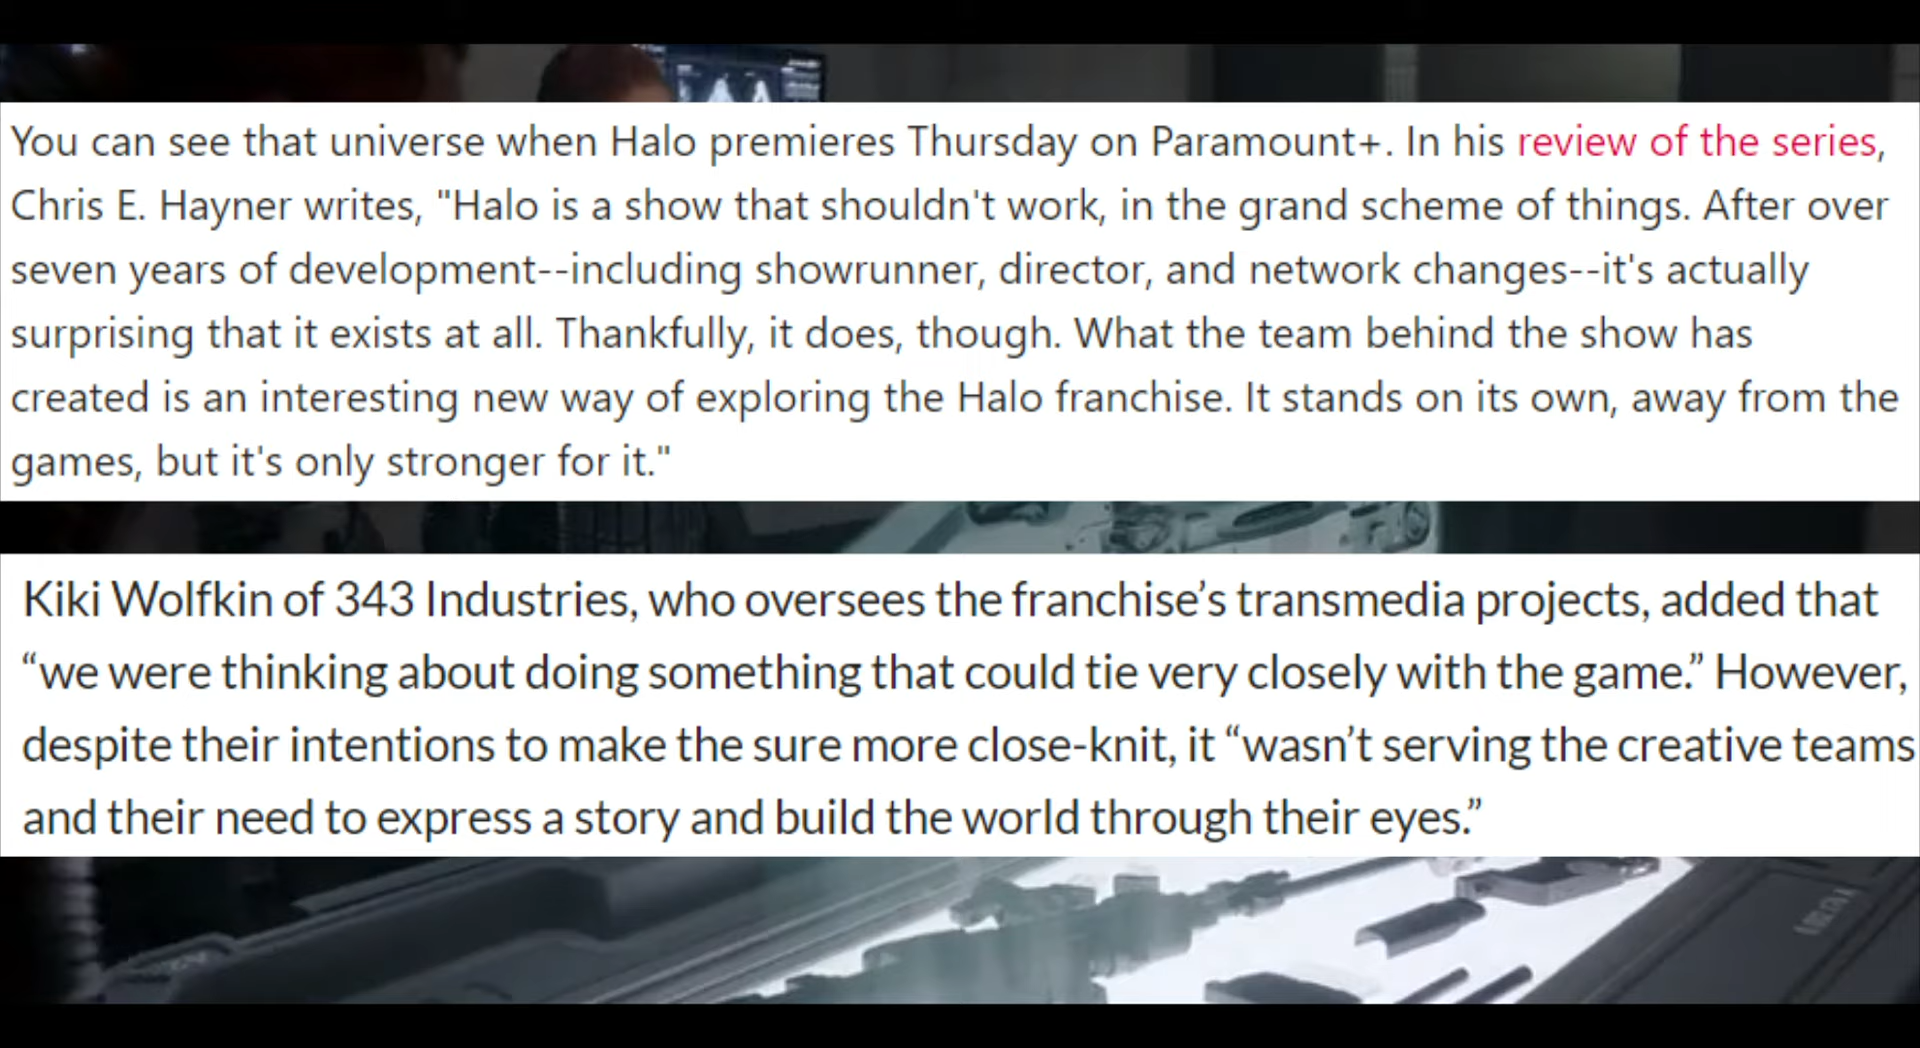 You can see that universe when Halo premieres Thursday on Paramount+. In his review of the series,
Chris E. Hayner writes, "Halo is a show that shouldn't work, in the grand scheme of things. After over
seven years of development--including showrunner, director, and network changes--it's actually
surprising that it exists at all. Thankfully, it does, though. What the team behind the show has
created is an interesting new way of exploring the Halo franchise. It stands on its own, away from the
games, but it's only stronger for it."
Kiki Wolfkin of 343 Industries, who oversees the franchise’s transmedia projects, added that
“we were thinking about doing something that could tie very closely with the game.” However,
despite their intentions to make the sure more close-knit, it “wasn’t serving the creative teams
and their need to express a story and build the world through their eyes.”